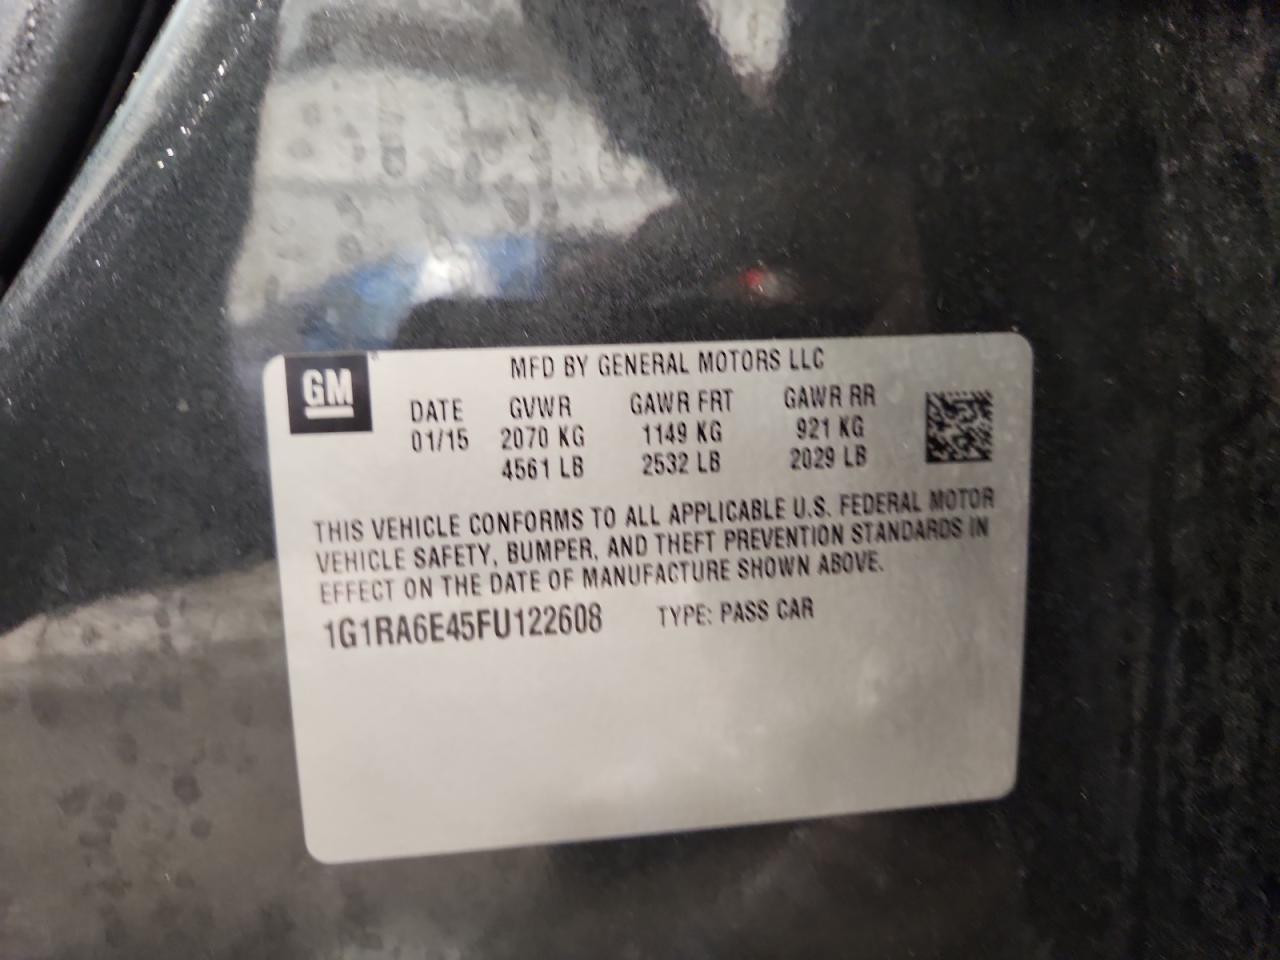 GM
MFD BY GENERAL MOTORS LLC
DATE GVWR GAWR FRT GAWR RR
01/15 2070 KG 1149 KG 921 KG
4561 LB 2532 LB 2029 LB
THIS VEHICLE CONFORMS TO ALL APPLICABLE U.S. FEDERAL MOTOR
VEHICLE SAFETY, BUMPER, AND THEFT PREVENTION STANDARDS IN
EFFECT ON THE DATE OF MANUFACTURE SHOWN ABOVE.
1G1RA6E45FU122608 TYPE: PASS CAR